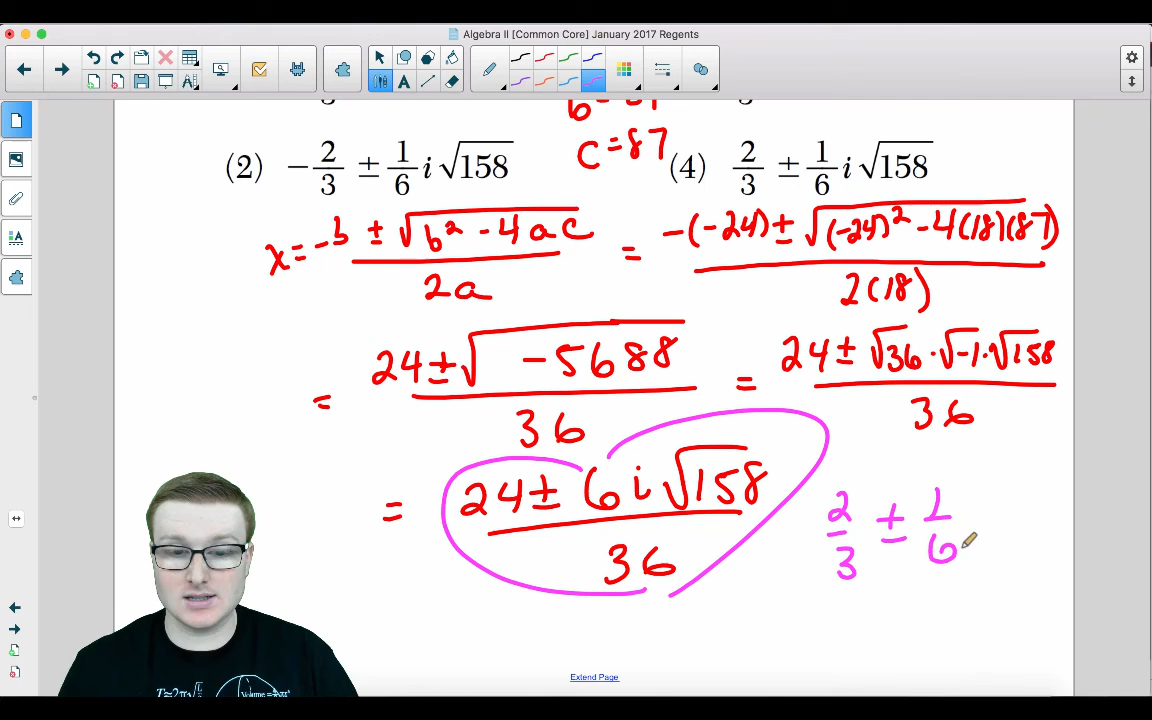 Algebra II [Common Core] January 2017 Regents
c = 87
(2) −2/3 ± 1/6 i√158
(4) 2/3 ± 1/6 i√158
x = −b ± √b² − 4ac / 2a = −(−24) ± √(−24)² − 4(18)(87) / 2(18)
= 24 ± √−5688 / 36 = 24 ± √36 · √−1 · √158 / 36
= 24 ± 6i√158 / 36
2/3 ± 1/6
Extend Page